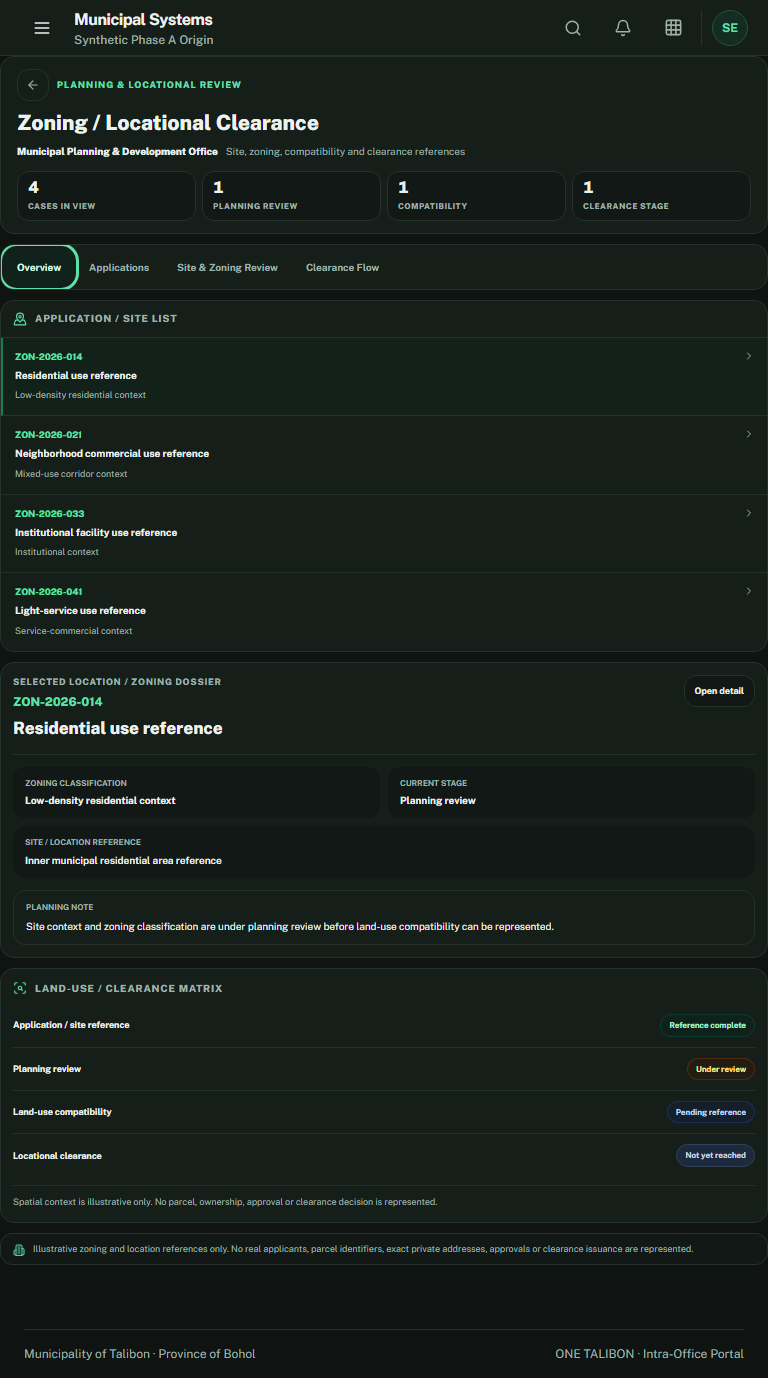 Municipal Systems
Synthetic Phase A Origin
SE
PLANNING & LOCATIONAL REVIEW
Zoning / Locational Clearance
Municipal Planning & Development Office Site, zoning, compatibility and clearance references
4
CASES IN VIEW
1
PLANNING REVIEW
1
COMPATIBILITY
1
CLEARANCE STAGE
Overview Applications Site & Zoning Review Clearance Flow
APPLICATION / SITE LIST
ZON-2026-014
Residential use reference
Low-density residential context
ZON-2026-021
Neighborhood commercial use reference
Mixed-use corridor context
ZON-2026-033
Institutional facility use reference
Institutional context
ZON-2026-041
Light-service use reference
Service-commercial context
SELECTED LOCATION / ZONING DOSSIER
ZON-2026-014
Residential use reference
Open detail
ZONING CLASSIFICATION
Low-density residential context
CURRENT STAGE
Planning review
SITE / LOCATION REFERENCE
Inner municipal residential area reference
PLANNING NOTE
Site context and zoning classification are under planning review before land-use compatibility can be represented.
LAND-USE / CLEARANCE MATRIX
Application / site reference Reference complete
Planning review Under review
Land-use compatibility Pending reference
Locational clearance Not yet reached
Spatial context is illustrative only. No parcel, ownership, approval or clearance decision is represented.
Illustrative zoning and location references only. No real applicants, parcel identifiers, exact private addresses, approvals or clearance issuance are represented.
Municipality of Talibon · Province of Bohol ONE TALIBON · Intra-Office Portal